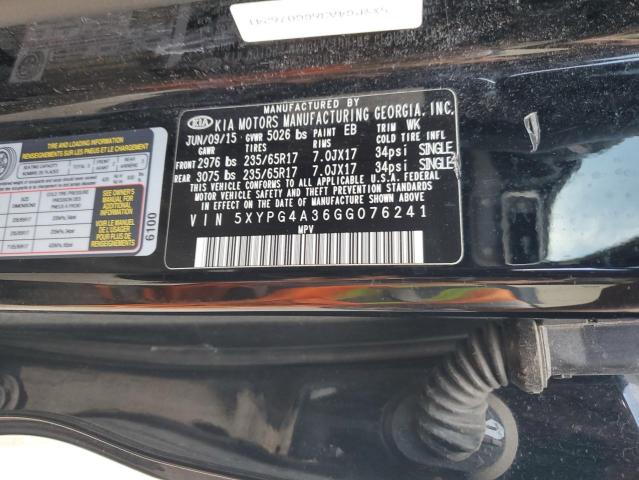 MANUFACTURED BY
KIA KIA MOTORS MANUFACTURING GEORGIA, INC.
JUN/09/15 GVWR 5026 lbs PAINT EB TRIM WK
GAWR TIRES RIMS COLD INFL
FRONT 2976 lbs 235/65R17 7.0JX17 34psi SINGLE
REAR 3075 lbs 235/65R17 7.0JX17 34psi SINGLE
THIS VEHICLE CONFORMS TO ALL APPLICABLE U.S.A. FEDERAL
MOTOR VEHICLE SAFETY AND THEFT PREVENTION STANDARDS
IN EFFECT ON THE DATE OF MANUFACTURE SHOWN ABOVE.
VIN 5XYPG4A36GG076241
MPV
TIRE AND LOADING INFORMATION
RENSEIGNEMENTS SUR LES PNEUS ET LE CHARGEMENT
SEE OWNER'S
MANUAL FOR
ADDITIONAL
INFORMATION
VOIR LE MANUEL
DE L'USAGER
POUR PLUS DE
RENSEIGNEMENTS
6100